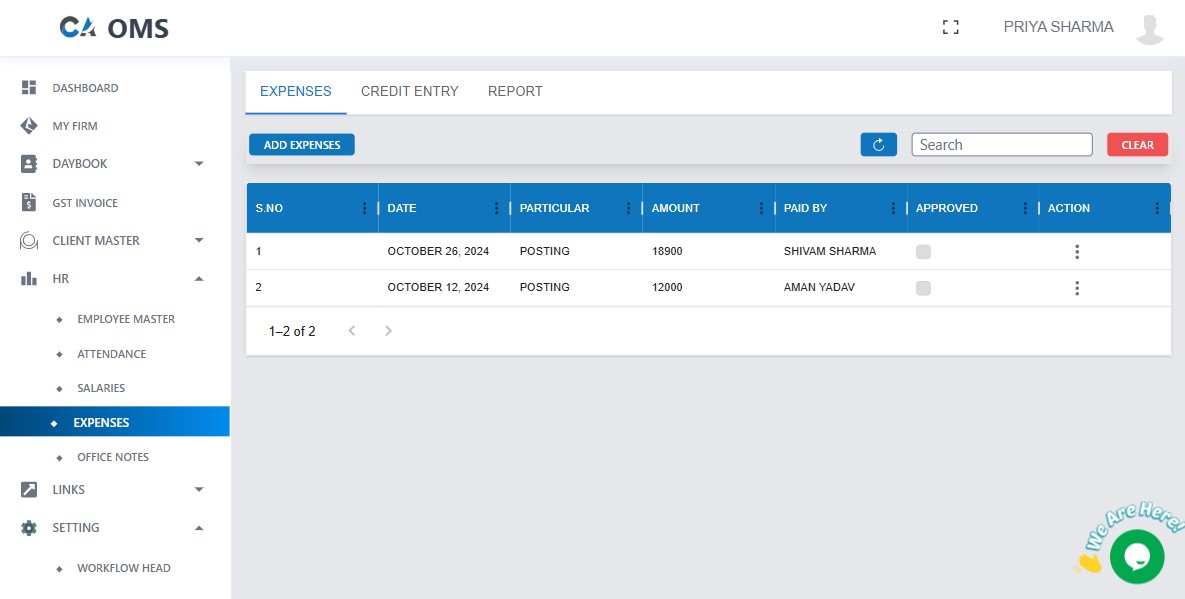 CA OMS
PRIYA SHARMA
DASHBOARD
MY FIRM
DAYBOOK
GST INVOICE
CLIENT MASTER
HR
EMPLOYEE MASTER
ATTENDANCE
SALARIES
EXPENSES
OFFICE NOTES
LINKS
SETTING
WORKFLOW HEAD
EXPENSES CREDIT ENTRY REPORT
ADD EXPENSES Search CLEAR
S.NO DATE PARTICULAR AMOUNT PAID BY APPROVED ACTION
1 OCTOBER 26, 2024 POSTING 18900 SHIVAM SHARMA
2 OCTOBER 12, 2024 POSTING 12000 AMAN YADAV
1–2 of 2
We Are Here!